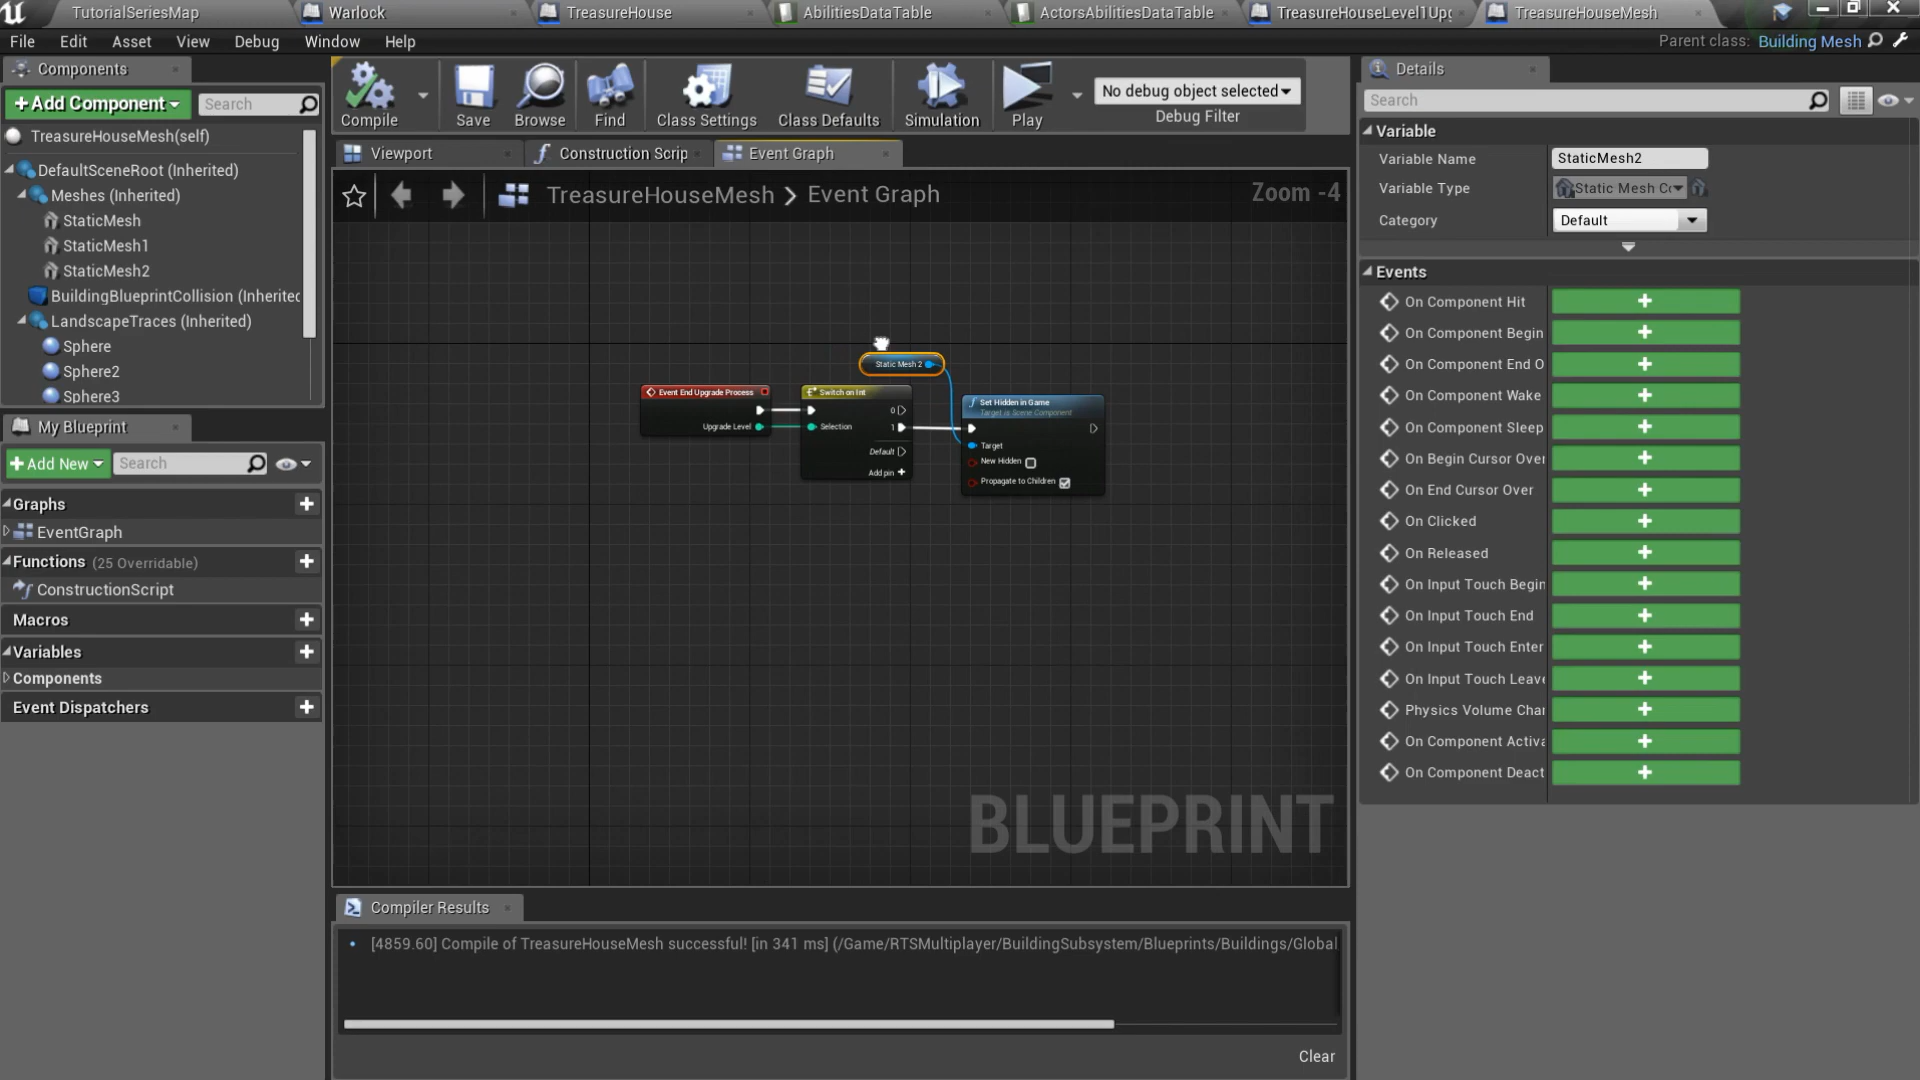 TutorialSeriesMap
Warlock
TreasureHouse
AbilitiesDataTable
ActorsAbilitiesDataTable
TreasureHouseLevel1Upg
TreasureHouseMesh
File Edit Asset View Debug Window Help
Parent class: Building Mesh
Components
+Add Component
Search
TreasureHouseMesh(self)
DefaultSceneRoot (Inherited)
Meshes (Inherited)
StaticMesh
StaticMesh1
StaticMesh2
BuildingBlueprintCollision (Inherited
LandscapeTraces (Inherited)
Sphere
Sphere2
Sphere3
My Blueprint
+Add New
Search
Graphs
EventGraph
Functions (25 Overridable)
ConstructionScript
Macros
Variables
Components
Event Dispatchers
Compile
Save
Browse
Find
Class Settings
Class Defaults
Simulation
Play
No debug object selected
Debug Filter
Viewport
Construction Scrip
Event Graph
TreasureHouseMesh > Event Graph
Zoom -4
Static Mesh 2
Event End Upgrade Process
Upgrade Level
Switch on Int
Selection
0
1
Default
Add pin +
Set Hidden in Game
Target is Scene Component
Target
New Hidden
Propagate to Children
BLUEPRINT
Compiler Results
[4859.60] Compile of TreasureHouseMesh successful! [in 341 ms] (/Game/RTSMultiplayer/BuildingSubsystem/Blueprints/Buildings/Global
Clear
Details
Search
Variable
Variable Name StaticMesh2
Variable Type Static Mesh Co
Category Default
Events
On Component Hit
On Component Begin
On Component End O
On Component Wake
On Component Sleep
On Begin Cursor Over
On End Cursor Over
On Clicked
On Released
On Input Touch Begin
On Input Touch End
On Input Touch Enter
On Input Touch Leave
Physics Volume Chan
On Component Activa
On Component Deact